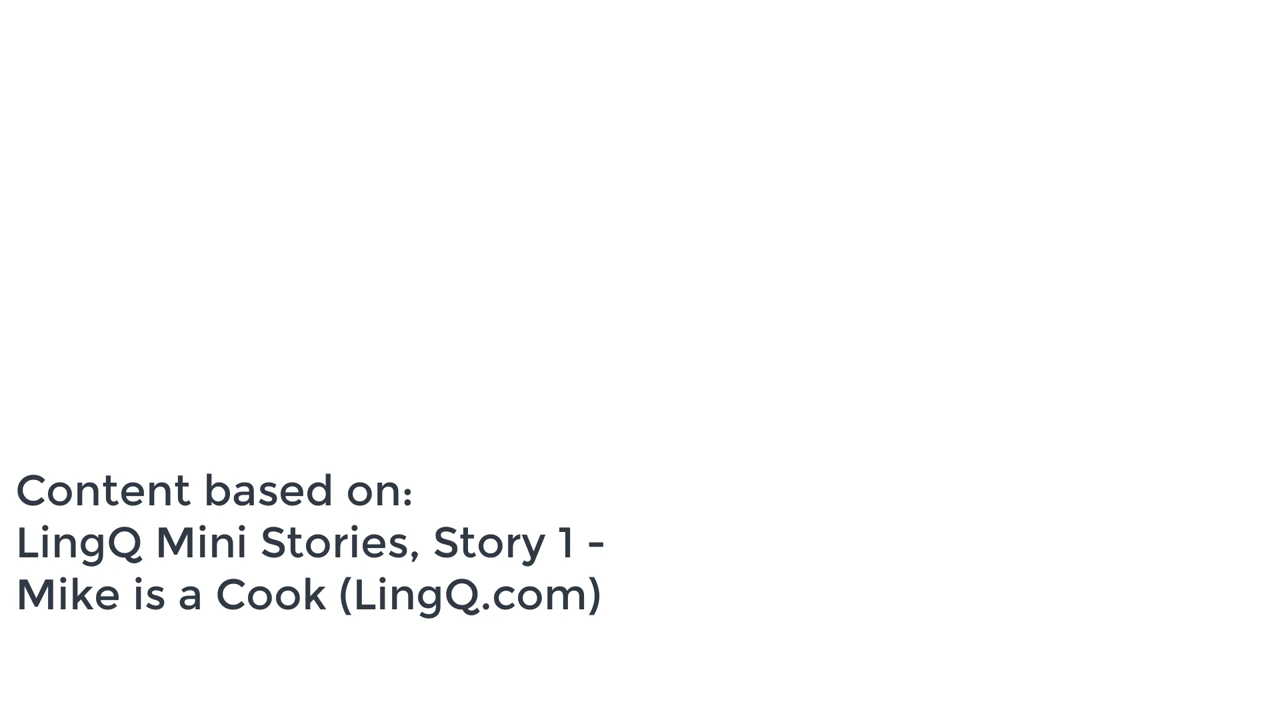 Content based on:
LingQ Mini Stories, Story 1 -
Mike is a Cook (LingQ.com)